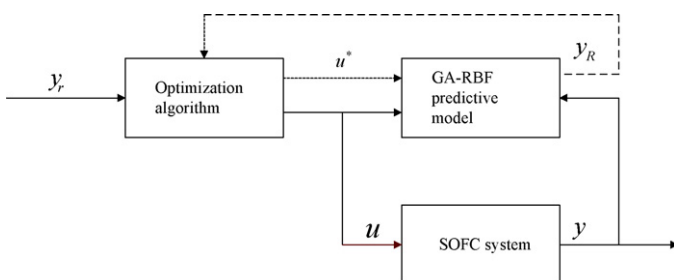 y_R
y_r
u*
Optimization
algorithm
GA-RBF
predictive
model
u
SOFC system
y